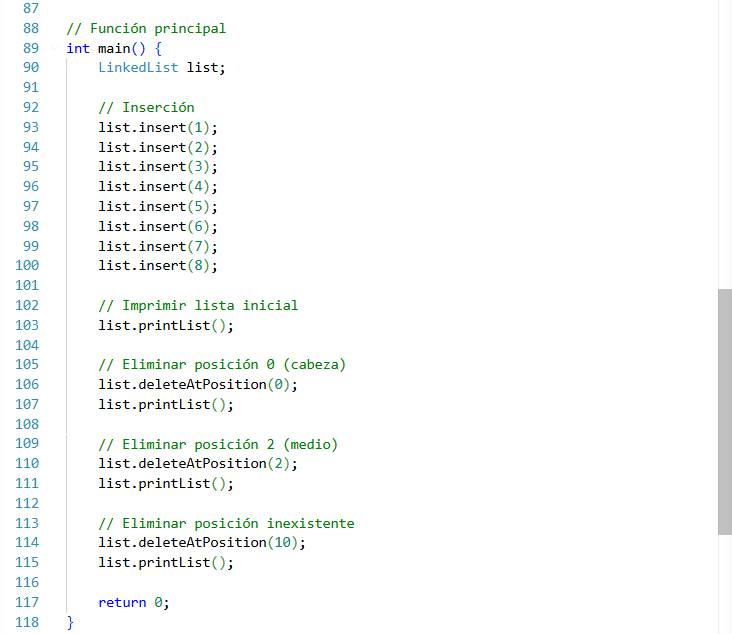 87
88 // Función principal
89 int main() {
90 LinkedList list;
91
92 // Inserción
93 list.insert(1);
94 list.insert(2);
95 list.insert(3);
96 list.insert(4);
97 list.insert(5);
98 list.insert(6);
99 list.insert(7);
100 list.insert(8);
101
102 // Imprimir lista inicial
103 list.printList();
104
105 // Eliminar posición 0 (cabeza)
106 list.deleteAtPosition(0);
107 list.printList();
108
109 // Eliminar posición 2 (medio)
110 list.deleteAtPosition(2);
111 list.printList();
112
113 // Eliminar posición inexistente
114 list.deleteAtPosition(10);
115 list.printList();
116
117 return 0;
118 }